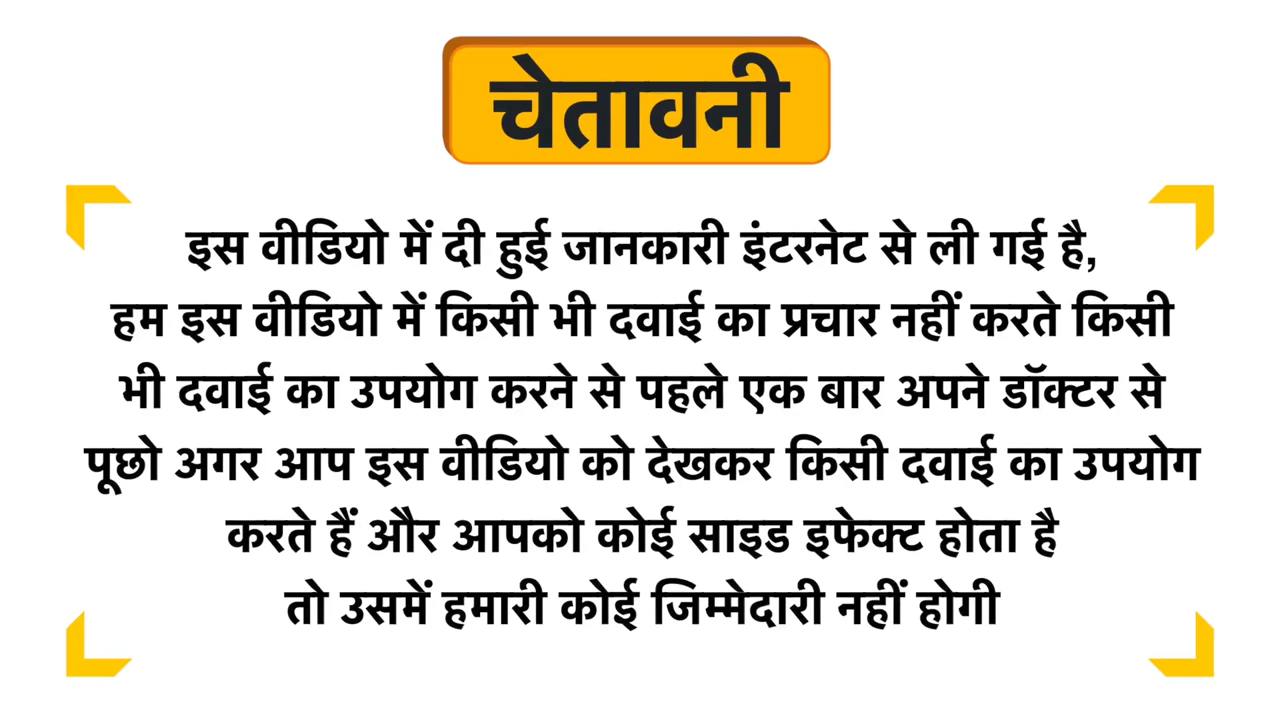 चेतावनी
इस वीडियो में दी हुई जानकारी इंटरनेट से ली गई है,
हम इस वीडियो में किसी भी दवाई का प्रचार नहीं करते किसी
भी दवाई का उपयोग करने से पहले एक बार अपने डॉक्टर से
पूछो अगर आप इस वीडियो को देखकर किसी दवाई का उपयोग
करते हैं और आपको कोई साइड इफेक्ट होता है
तो उसमें हमारी कोई जिम्मेदारी नहीं होगी